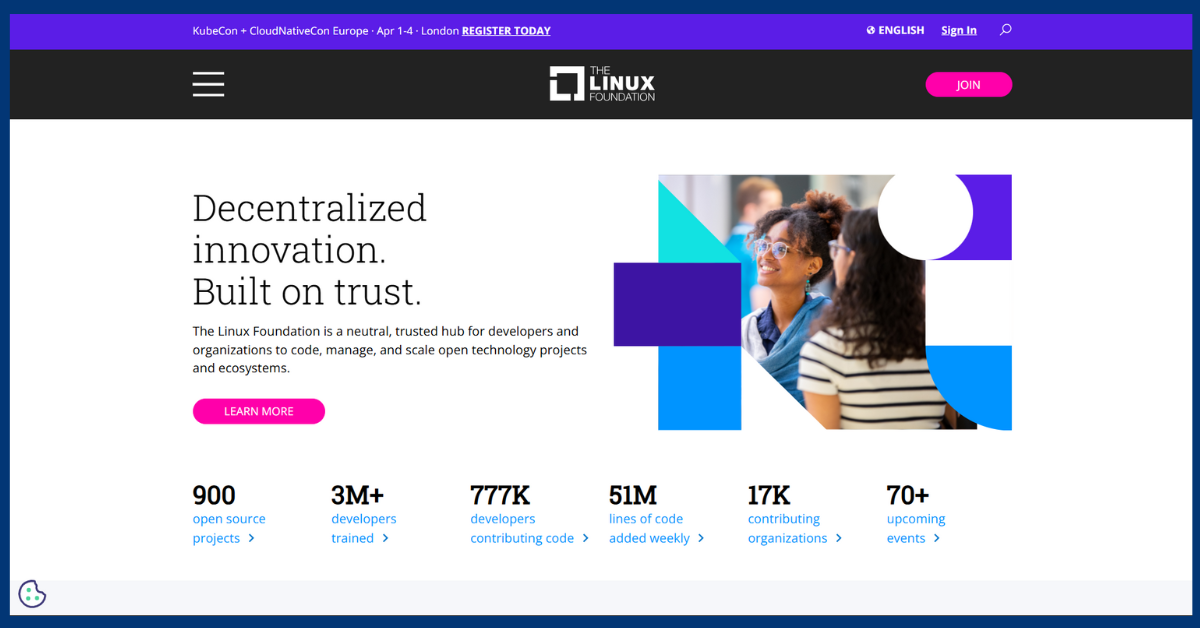 KubeCon + CloudNativeCon Europe · Apr 1-4 · London REGISTER TODAY
ENGLISH
Sign In
THE
LINUX
FOUNDATION
JOIN
Decentralized
innovation.
Built on trust.
The Linux Foundation is a neutral, trusted hub for developers and
organizations to code, manage, and scale open technology projects
and ecosystems.
LEARN MORE
900
open source
projects
3M+
developers
trained
777K
developers
contributing code
51M
lines of code
added weekly
17K
contributing
organizations
70+
upcoming
events